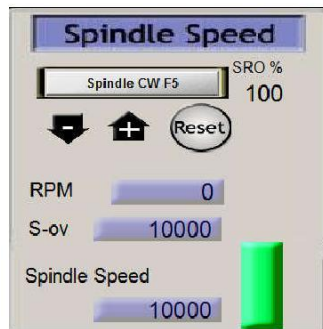 Spindle Speed
Spindle CW F5
SRO %
100
- + Reset
RPM 0
S-ov 10000
Spindle Speed
10000